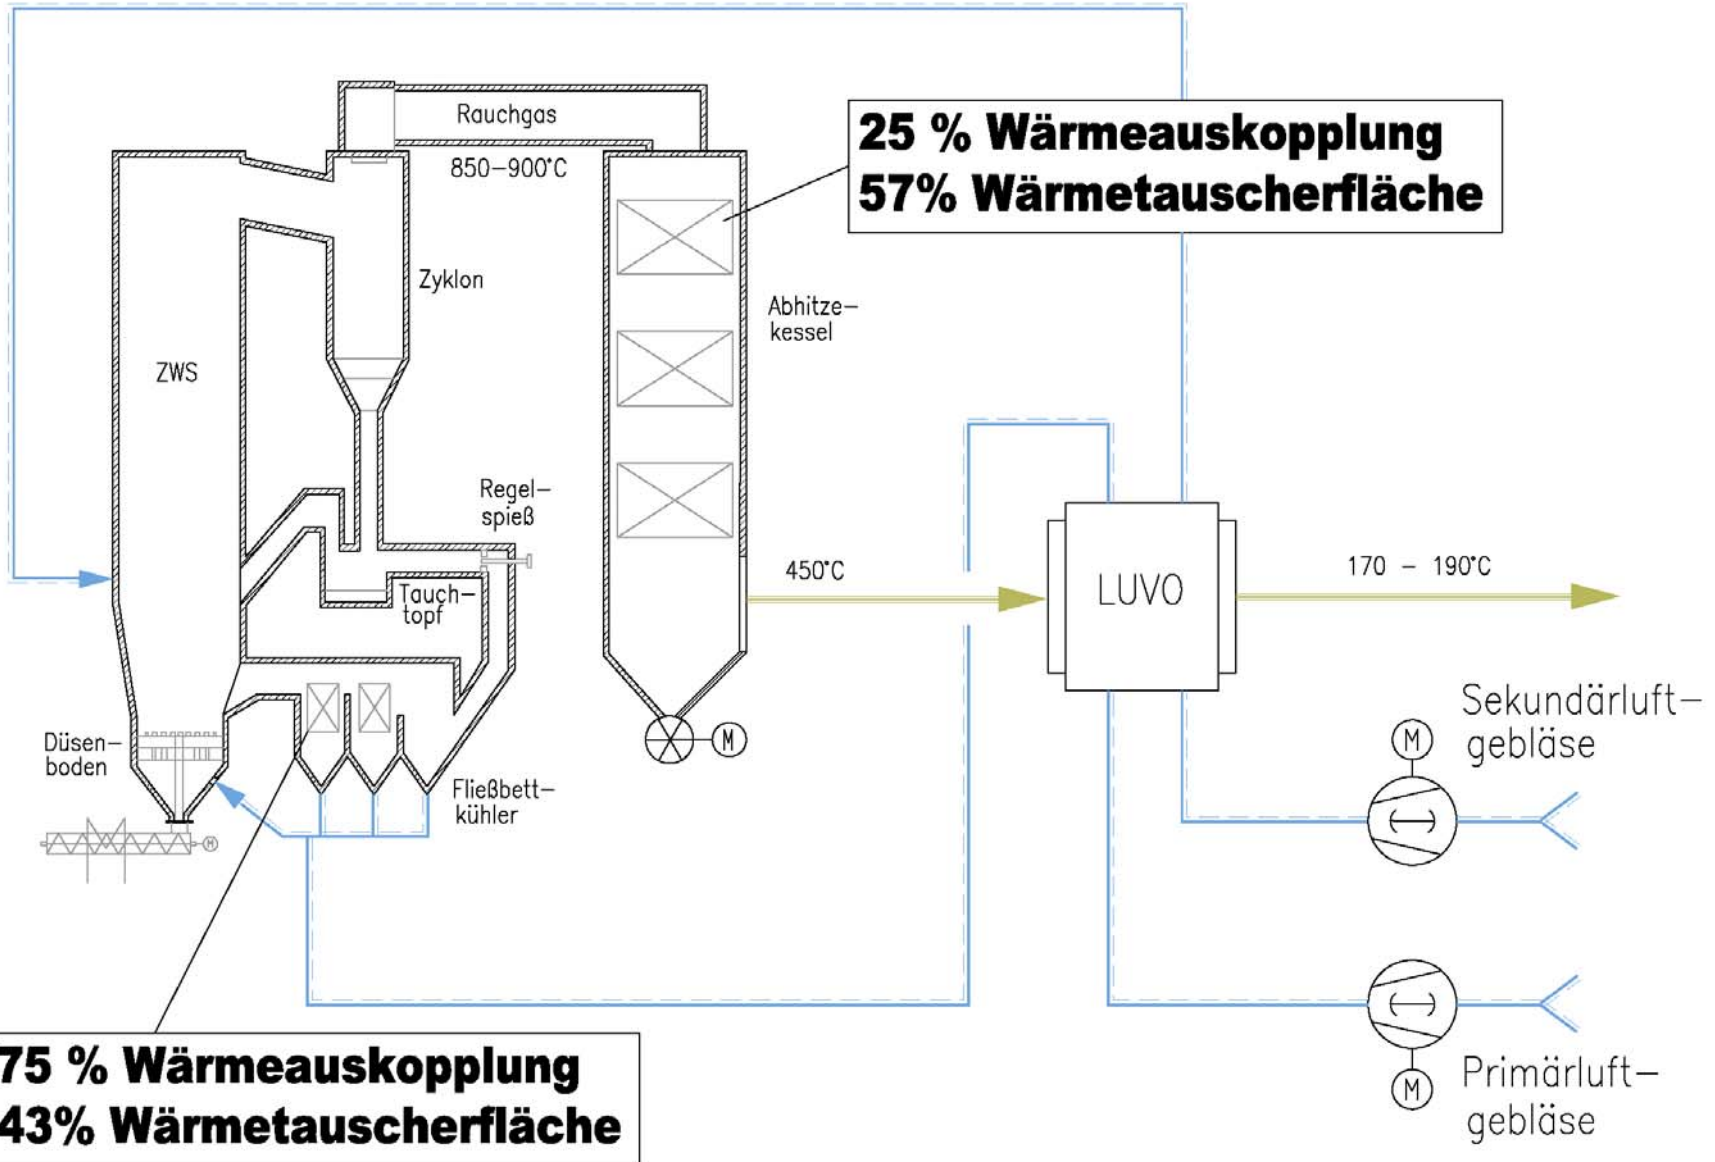 Rauchgas
850-900°C
25 % Wärmeauskopplung
57% Wärmetauscherfläche
Zyklon
Abhitze-
kessel
ZWS
Regel-
spieß
450°C
LUVO
170 - 190°C
Tauch-
topf
Düsen-
boden
M
Fließbett-
kühler
M
M
Sekundärluft-
gebläse
75 % Wärmeauskopplung
43% Wärmetauscherfläche
M
Primärluft-
gebläse